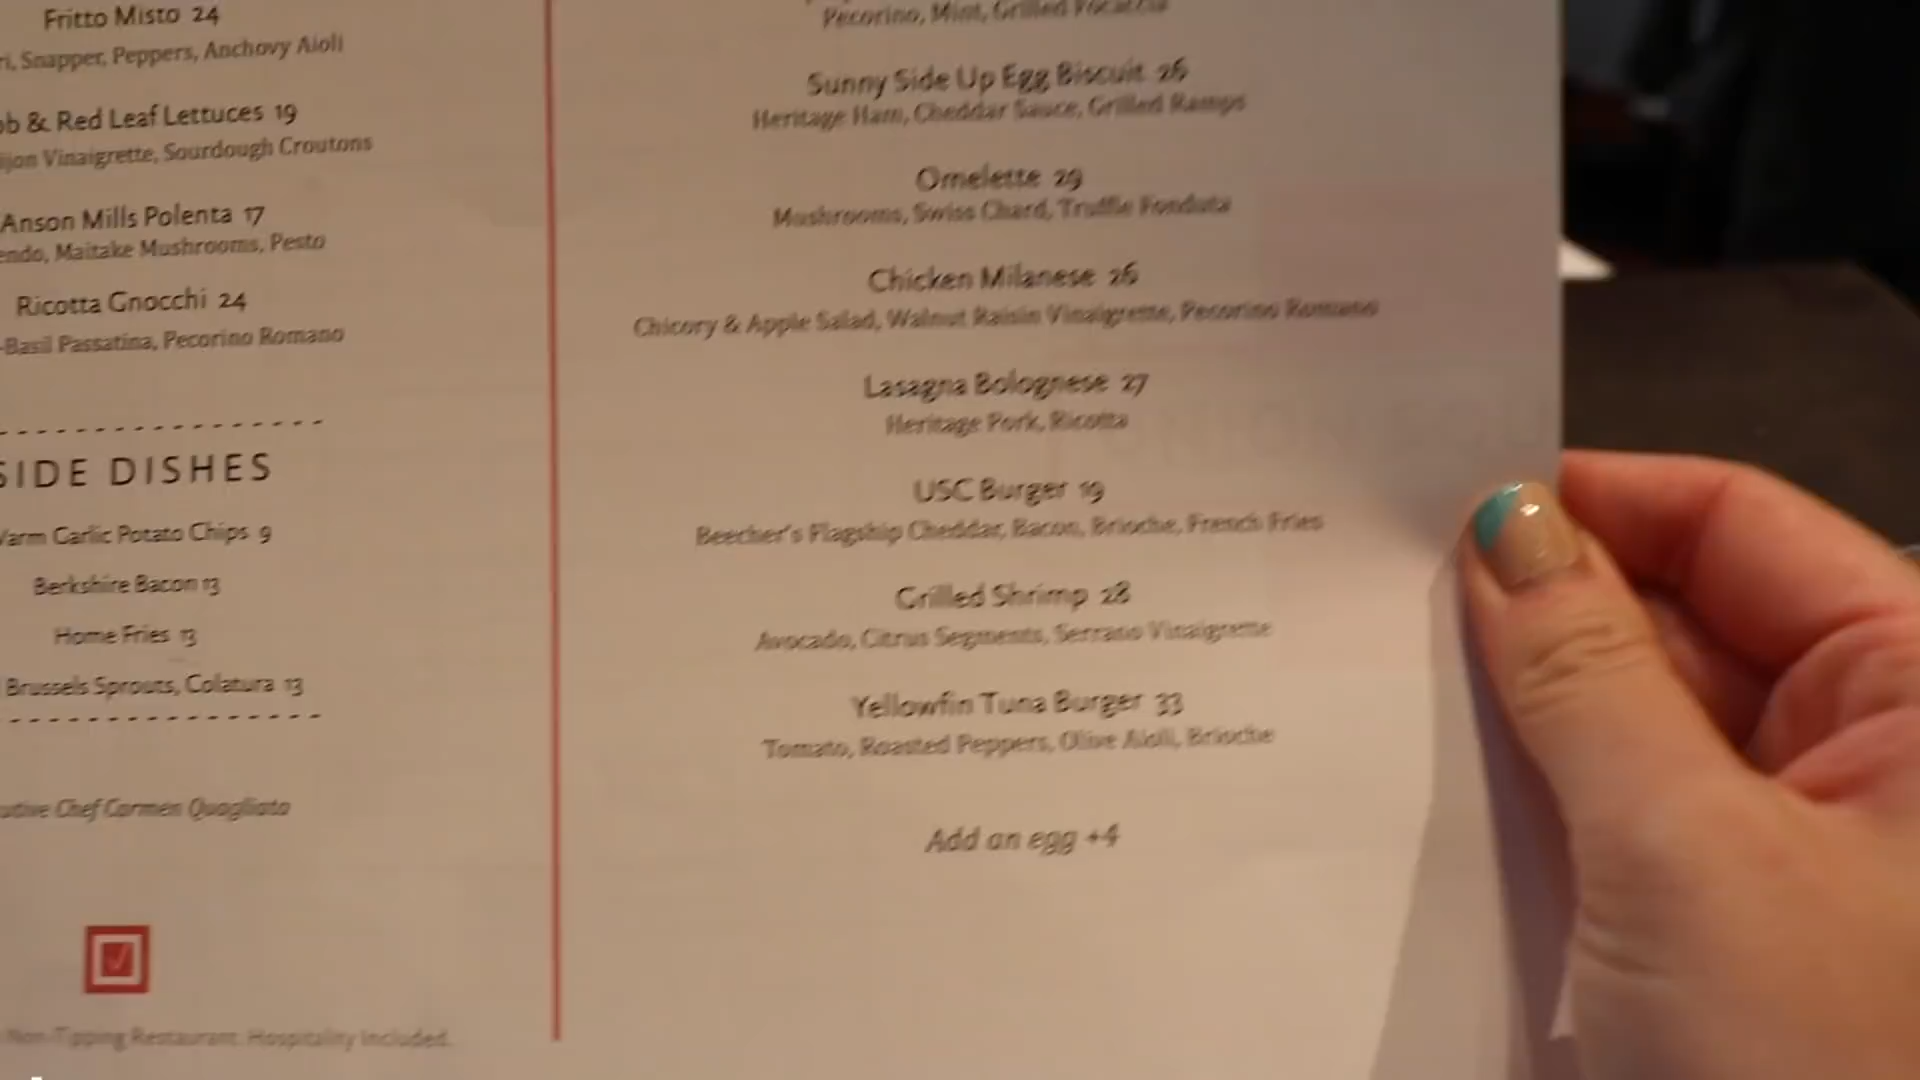 Fritto Misto 24
Snapper, Peppers, Anchovy Aioli
& Red Leaf Lettuces 19
Vinaigrette, Sourdough Croutons
Anson Mills Polenta 17
Maitake Mushrooms, Pesto
Ricotta Gnocchi 24
-Basil Passatina, Pecorino Romano
SIDE DISHES
Warm Garlic Potato Chips 9
Berkshire Bacon 13
Home Fries 13
Brussels Sprouts, Colatura 13
Chef Carmen Quagliata
Non-Tipping Restaurant. Hospitality Included.
Pecorino, Mint, Grilled Focaccia
Sunny Side Up Egg Biscuit 26
Heritage Ham, Cheddar Sauce, Grilled Ramps
Omelette 29
Mushrooms, Swiss Chard, Truffle Fonduta
Chicken Milanese 26
Chicory & Apple Salad, Walnut Raisin Vinaigrette, Pecorino Romano
Lasagna Bolognese 27
Heritage Pork, Ricotta
USC Burger 19
Beecher's Flagship Cheddar, Bacon, Brioche, French Fries
Grilled Shrimp 28
Avocado, Citrus Segments, Serrano Vinaigrette
Yellowfin Tuna Burger 33
Tomato, Roasted Peppers, Olive Aioli, Brioche
Add an egg +4